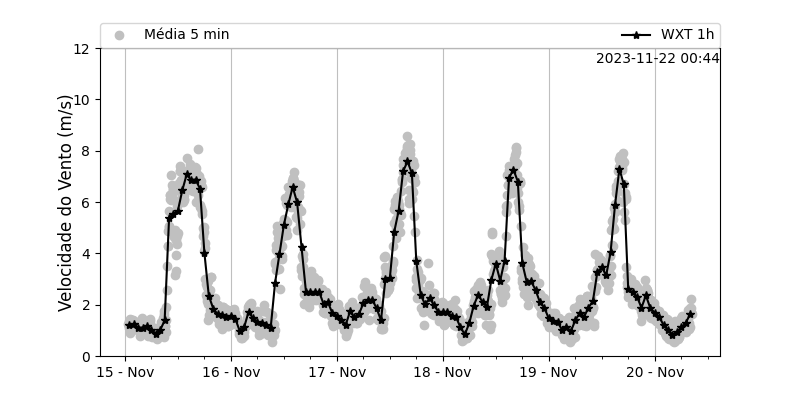 Média 5 min
WXT 1h
2023-11-22 00:44
Velocidade do Vento (m/s)
12
10
8
6
4
2
0
15 - Nov
16 - Nov
17 - Nov
18 - Nov
19 - Nov
20 - Nov